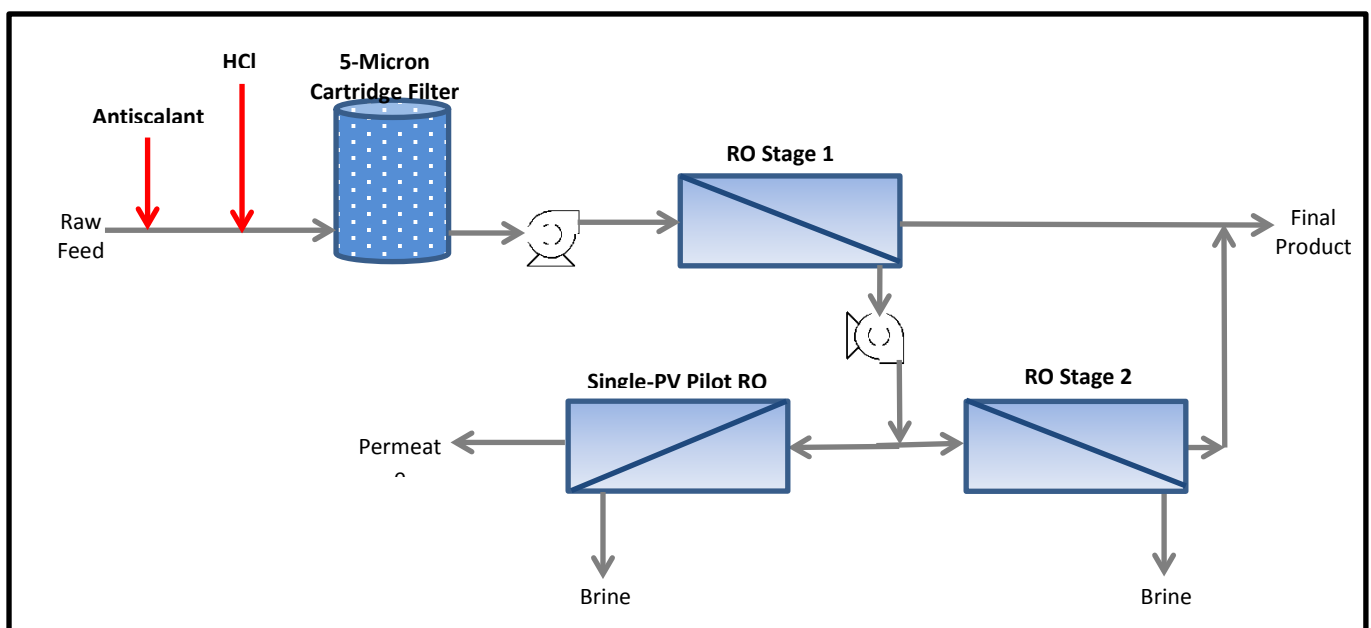 HCl
5-Micron
Cartridge Filter
Antiscalant
RO Stage 1
Raw
Feed
Final
Product
Single-PV Pilot RO
RO Stage 2
Permeat
Brine
Brine